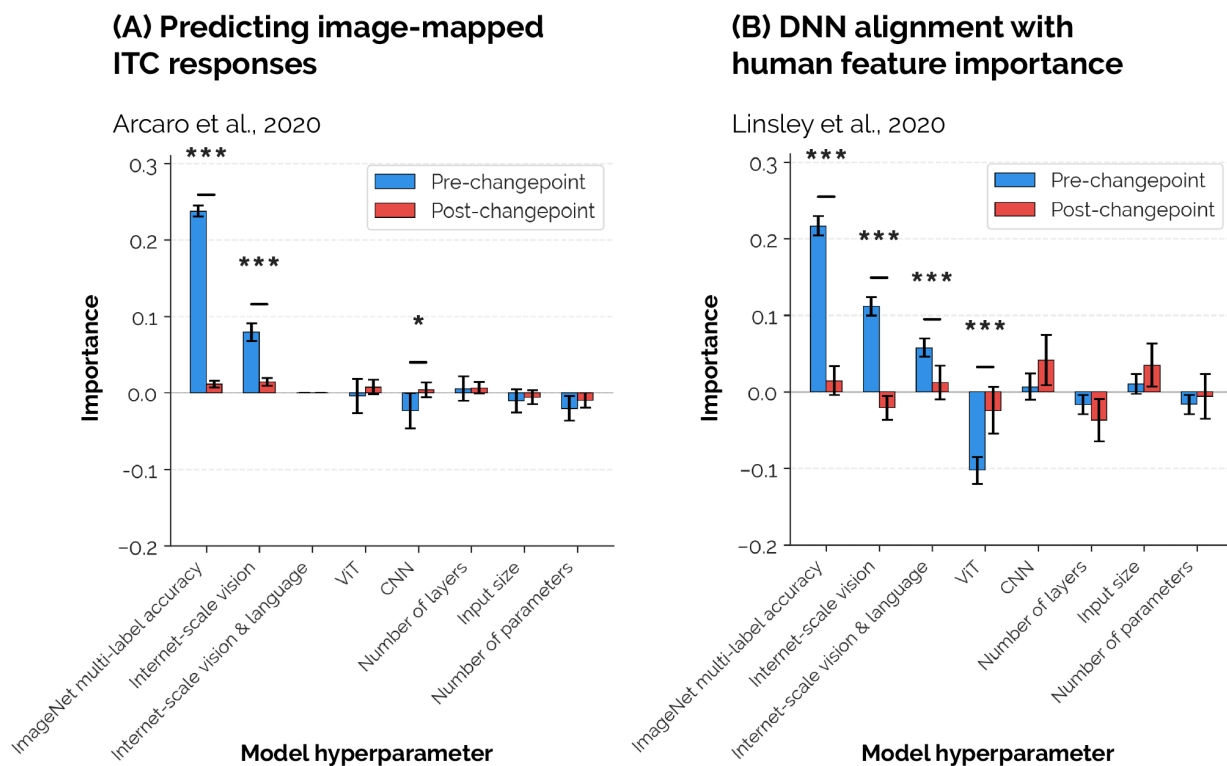 (A) Predicting image-mapped
ITC responses
Arcaro et al., 2020
***
***
*
Pre-changepoint
Post-changepoint
0.3
0.2
0.1
0.0
-0.1
-0.2
Importance
ImageNet multi-label accuracy
Internet-scale vision
Internet-scale vision & language
ViT
CNN
Number of layers
Input size
Number of parameters
Model hyperparameter
(B) DNN alignment with
human feature importance
Linsley et al., 2020
***
***
***
***
Pre-changepoint
Post-changepoint
0.3
0.2
0.1
0.0
-0.1
-0.2
Importance
ImageNet multi-label accuracy
Internet-scale vision
Internet-scale vision & language
ViT
CNN
Number of layers
Input size
Number of parameters
Model hyperparameter